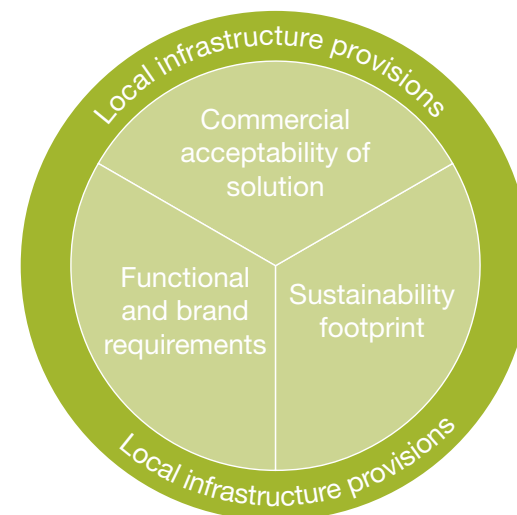 Local infrastructure provisions
Commercial
acceptability of
solution
Functional
and brand
requirements
Sustainability
footprint
Local infrastructure provisions